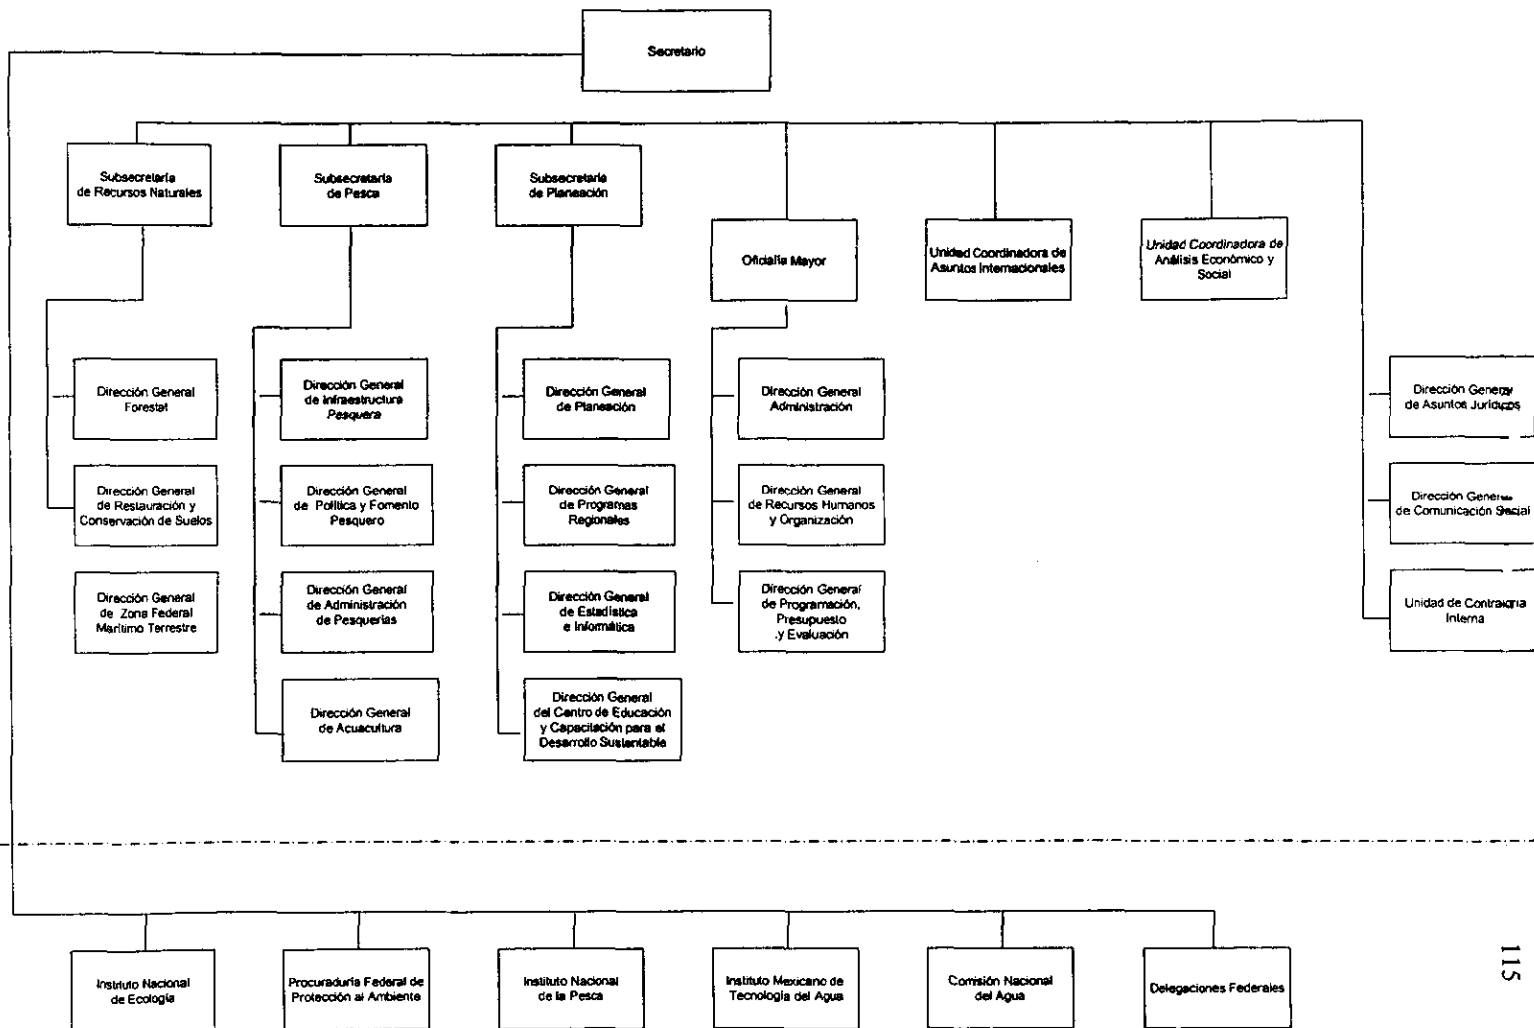 Secretario
Subsecretaría
de Recursos Naturales
Subsecretaría
de Pesca
Subsecretaría
de Planeación
Oficialía Mayor
Unidad Coordinadora de
Asuntos Internacionales
Unidad Coordinadora de
Análisis Económico y
Social
Dirección General
Forestal
Dirección General
de Restauración y
Conservación de Suelos
Dirección General
de Zona Federal
Marítimo Terrestre
Dirección General
de Infraestructura
Pesquera
Dirección General
de Política y Fomento
Pesquero
Dirección General
de Administración
de Pesquerías
Dirección General
de Acuacultura
Dirección General
de Planeación
Dirección General
de Programas
Regionales
Dirección General
de Estadística
e Informática
Dirección General
del Centro de Educación
y Capacitación para el
Desarrollo Sustentable
Dirección General
Administración
Dirección General
de Recursos Humanos
y Organización
Dirección General
de Programación,
Presupuesto
y Evaluación
Dirección General
de Asuntos Jurídicos
Dirección General
de Comunicación Social
Unidad de Contraloría
Interna
Instituto Nacional
de Ecología
Procuraduría Federal de
Protección al Ambiente
Instituto Nacional
de la Pesca
Instituto Mexicano de
Tecnología del Agua
Comisión Nacional
del Agua
Delegaciones Federales
115